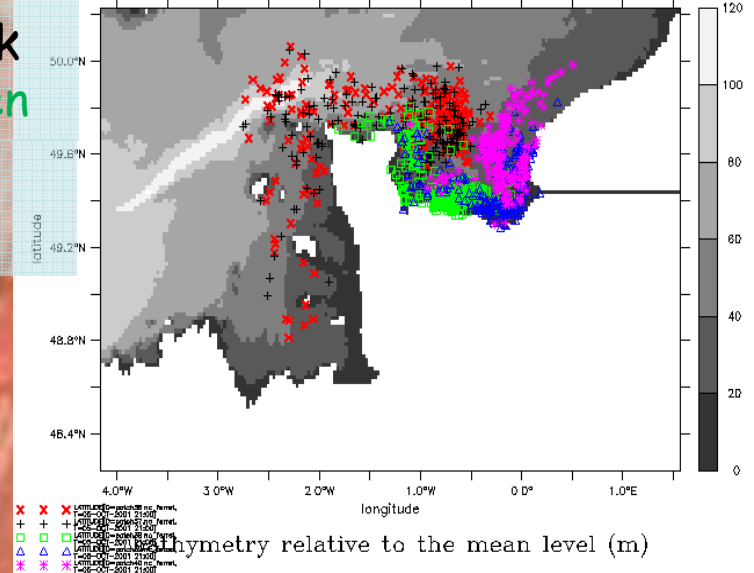 k
n
120
100
80
60
40
20
0
50.0°N
49.6°N
49.2°N
48.8°N
48.4°N
latitude
4.0°W 3.0°W 2.0°W 1.0°W 0.0° 1.0°E
longitude
bathymetry relative to the mean level (m)